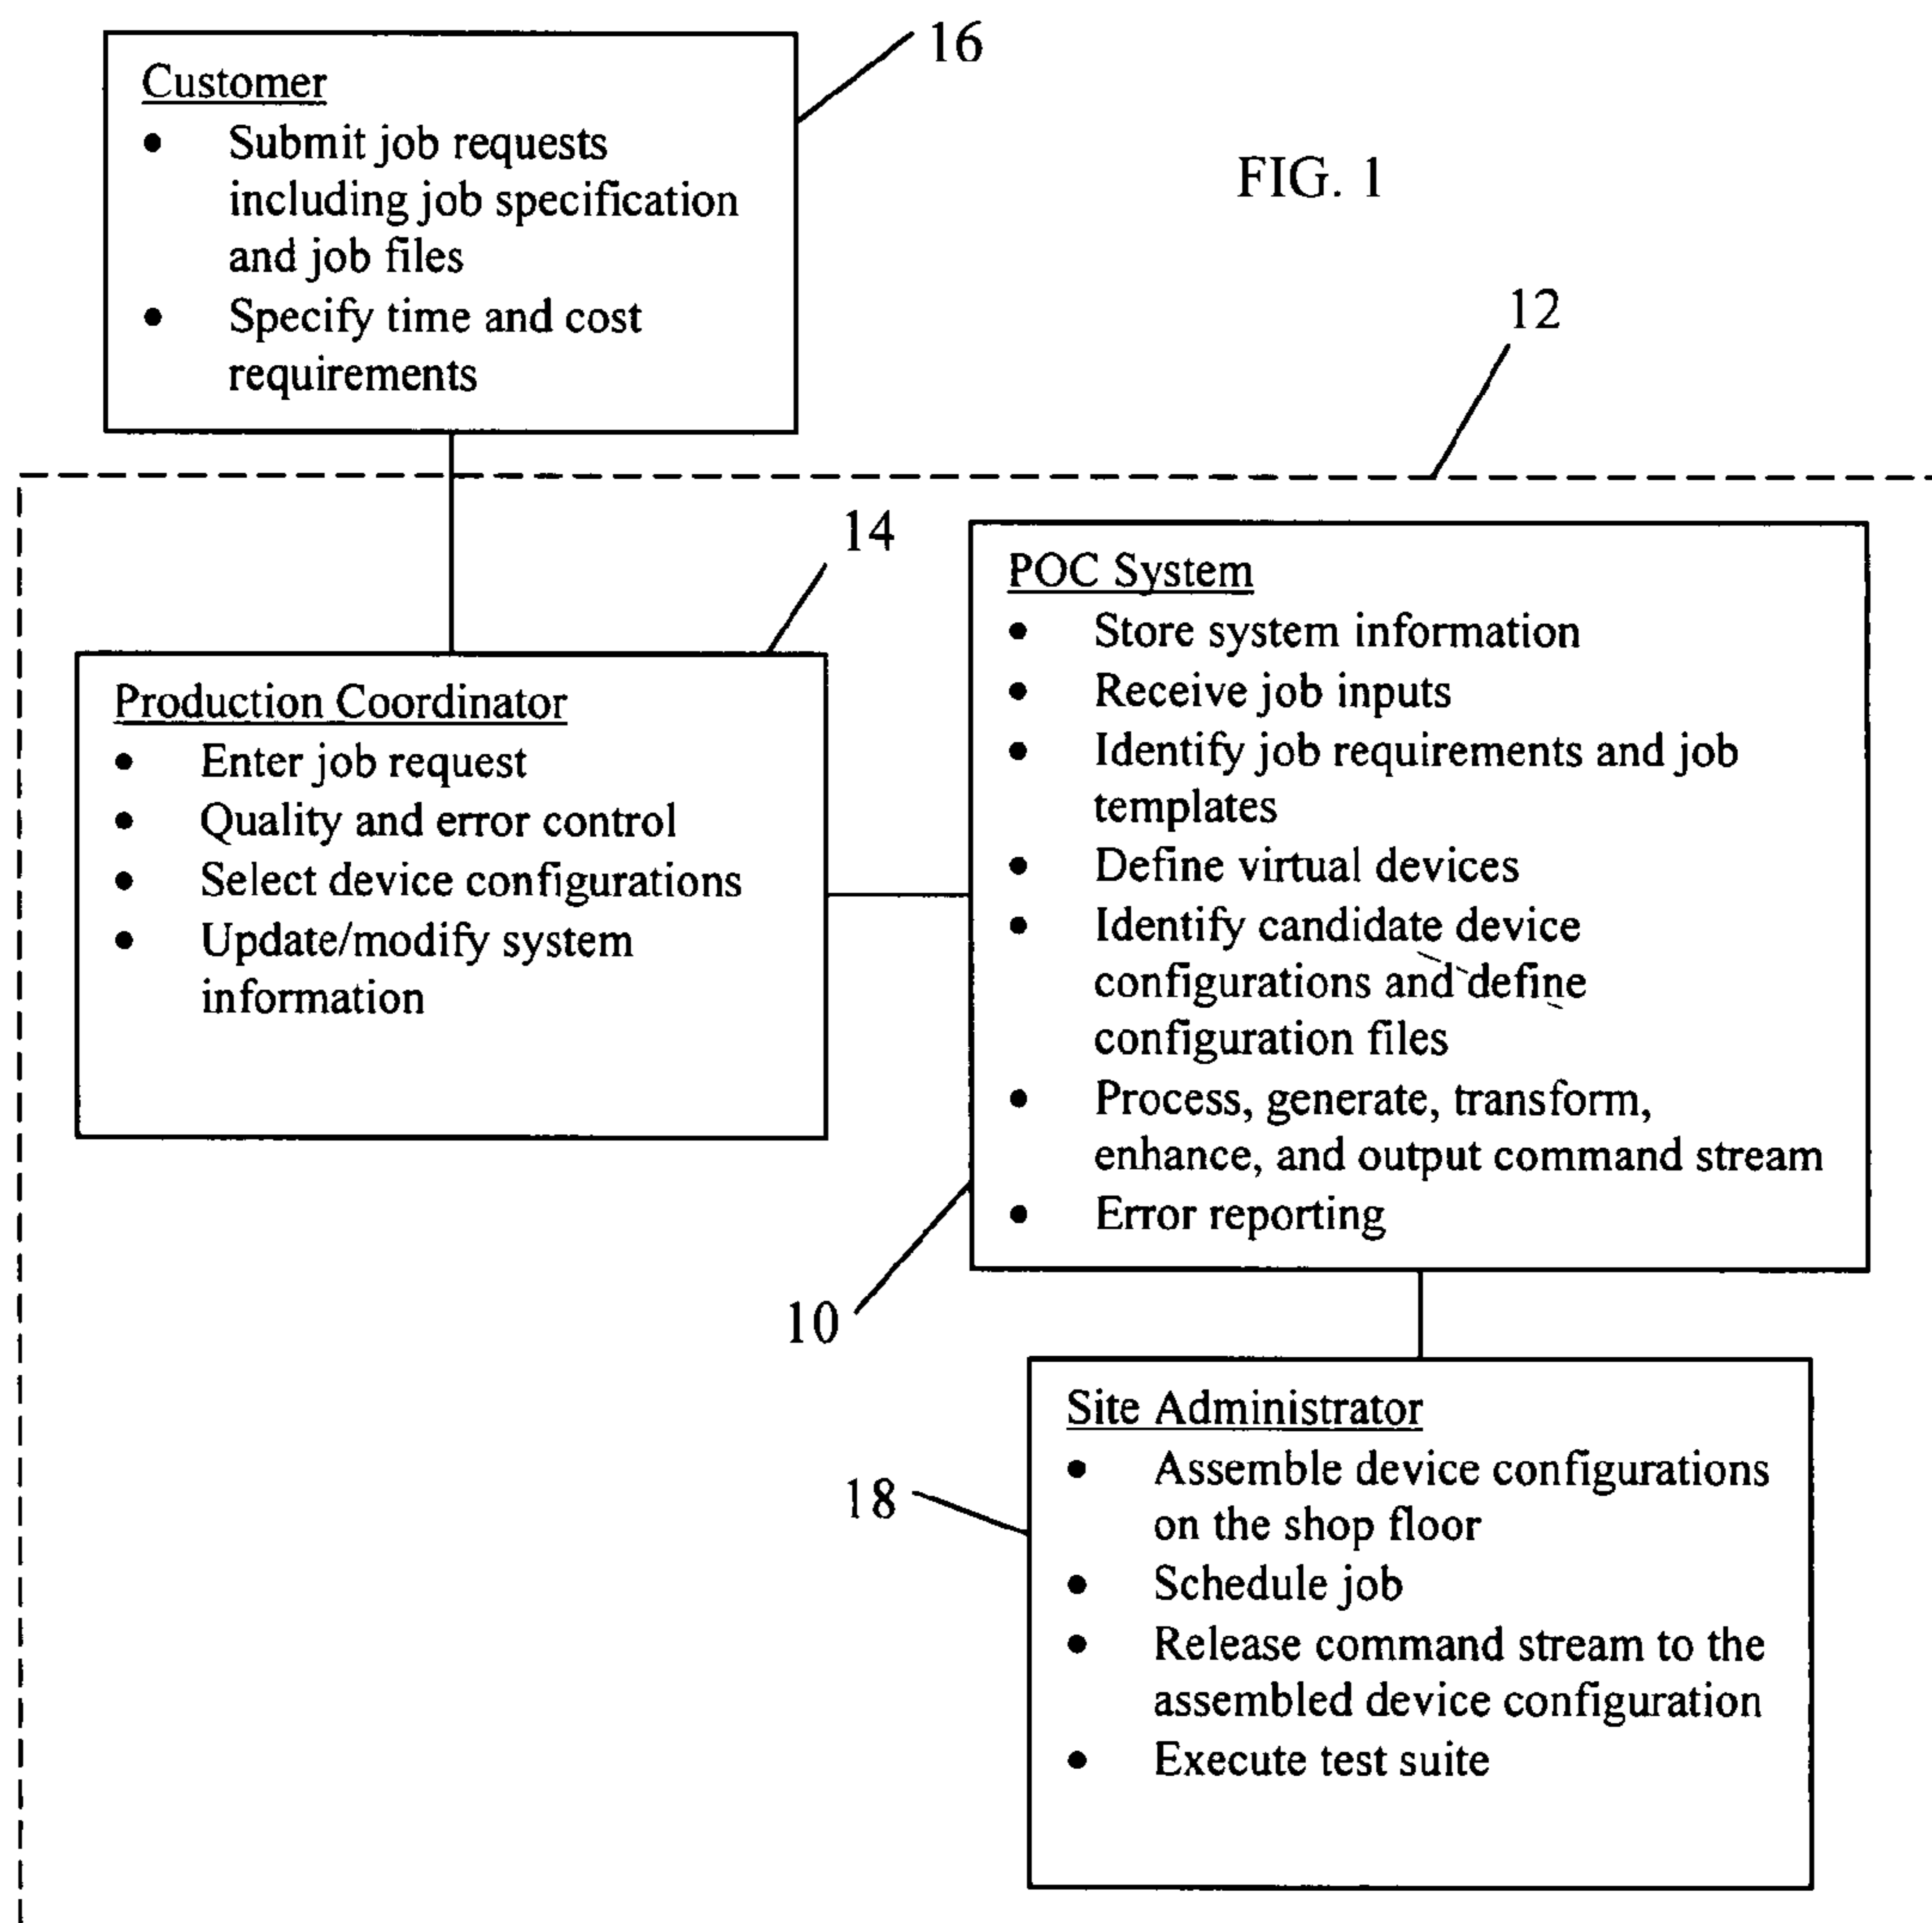 16
Customer
• Submit job requests
including job specification
and job files
• Specify time and cost
requirements
FIG. 1
12
14
Production Coordinator
• Enter job request
• Quality and error control
• Select device configurations
• Update/modify system
information
POC System
• Store system information
• Receive job inputs
• Identify job requirements and job
templates
• Define virtual devices
• Identify candidate device
configurations and define
configuration files
• Process, generate, transform,
enhance, and output command stream
• Error reporting
10
Site Administrator
• Assemble device configurations
on the shop floor
• Schedule job
• Release command stream to the
assembled device configuration
• Execute test suite
18